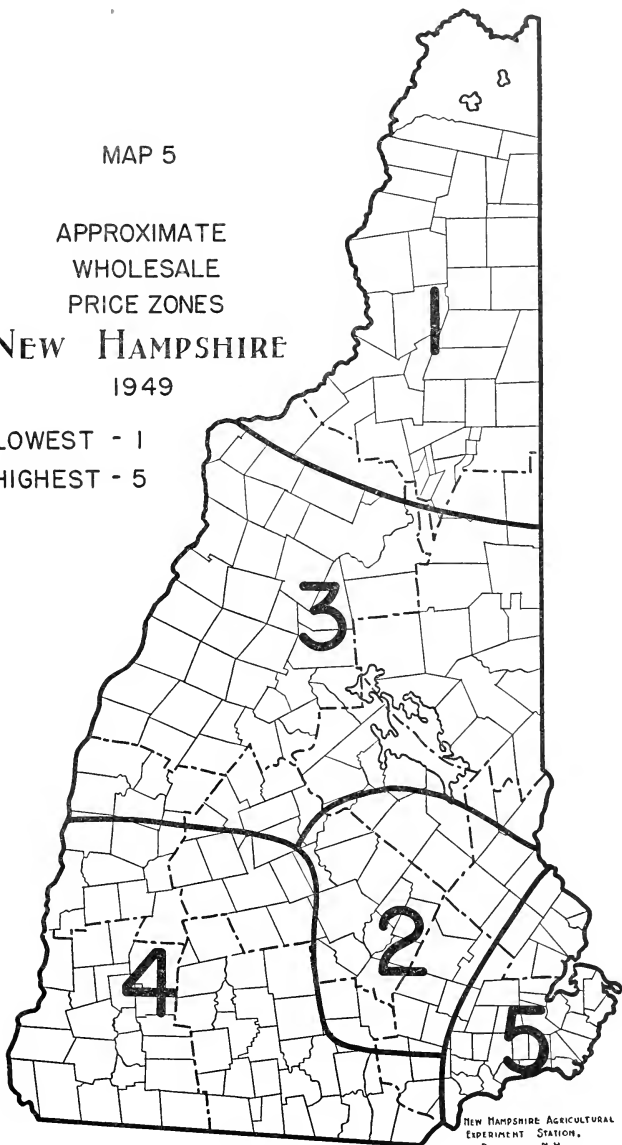 MAP 5
APPROXIMATE
WHOLESALE
PRICE ZONES
NEW HAMPSHIRE
1949
LOWEST - 1
HIGHEST - 5
1
3
2
4
5
NEW HAMPSHIRE AGRICULTURAL
EXPERIMENT STATION,